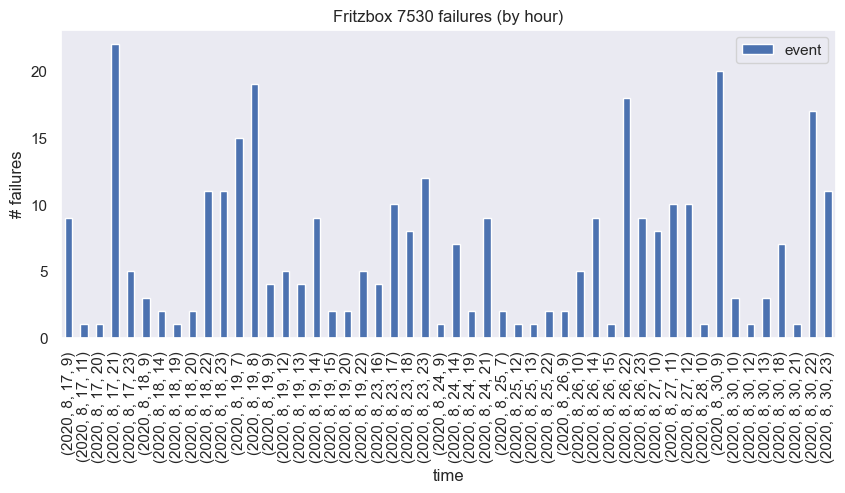 Fritzbox 7530 failures (by hour)
event
# failures
20
15
10
5
0
(2020, 8, 17, 9)
(2020, 8, 17, 11)
(2020, 8, 17, 20)
(2020, 8, 17, 21)
(2020, 8, 17, 23)
(2020, 8, 18, 9)
(2020, 8, 18, 14)
(2020, 8, 18, 19)
(2020, 8, 18, 20)
(2020, 8, 18, 22)
(2020, 8, 18, 23)
(2020, 8, 19, 7)
(2020, 8, 19, 8)
(2020, 8, 19, 9)
(2020, 8, 19, 12)
(2020, 8, 19, 13)
(2020, 8, 19, 14)
(2020, 8, 19, 15)
(2020, 8, 19, 20)
(2020, 8, 19, 22)
(2020, 8, 23, 16)
(2020, 8, 23, 17)
(2020, 8, 23, 18)
(2020, 8, 23, 23)
(2020, 8, 24, 9)
(2020, 8, 24, 14)
(2020, 8, 24, 19)
(2020, 8, 24, 21)
(2020, 8, 25, 7)
(2020, 8, 25, 12)
(2020, 8, 25, 13)
(2020, 8, 25, 22)
(2020, 8, 26, 9)
(2020, 8, 26, 10)
(2020, 8, 26, 14)
(2020, 8, 26, 15)
(2020, 8, 26, 22)
(2020, 8, 26, 23)
(2020, 8, 27, 10)
(2020, 8, 27, 11)
(2020, 8, 27, 12)
(2020, 8, 28, 10)
(2020, 8, 30, 9)
(2020, 8, 30, 10)
(2020, 8, 30, 12)
(2020, 8, 30, 13)
(2020, 8, 30, 18)
(2020, 8, 30, 21)
(2020, 8, 30, 22)
(2020, 8, 30, 23)
time